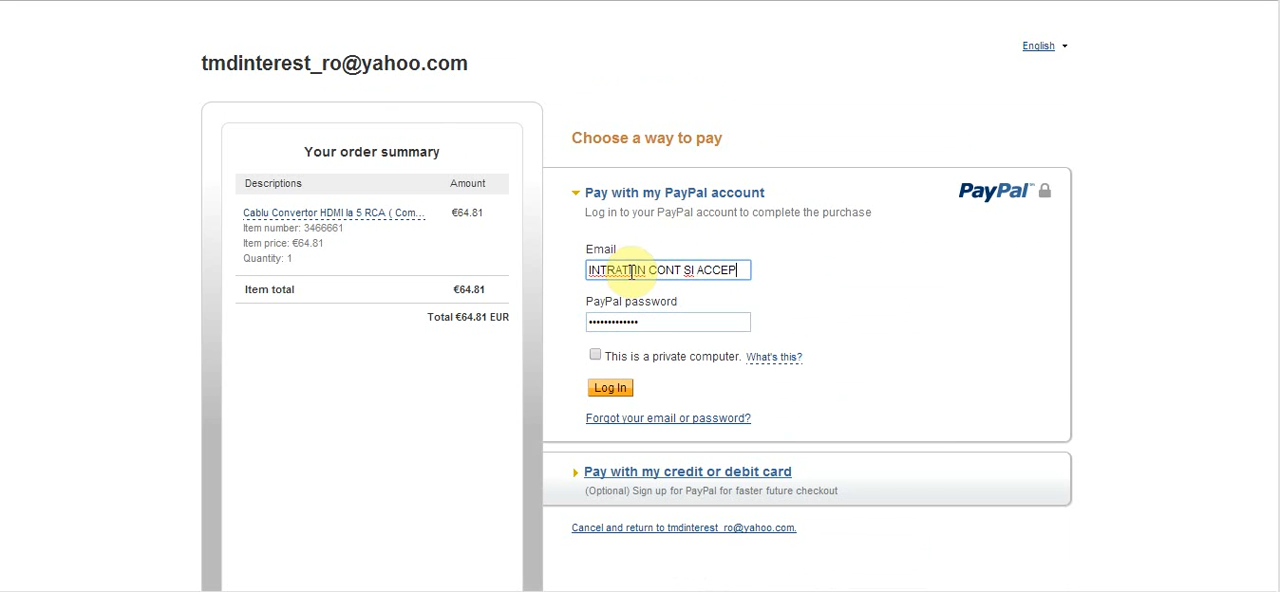 English
tmdinterest_ro@yahoo.com
Your order summary
Descriptions Amount
Cablu Convertor HDMI la 5 RCA ( Com... €64.81
Item number: 3466661
Item price: €64.81
Quantity: 1
Item total €64.81
Total €64.81 EUR
Choose a way to pay
Pay with my PayPal account
PayPal™
Log in to your PayPal account to complete the purchase
Email
INTRATI IN CONT SI ACCEP
PayPal password
•••••••••••••
This is a private computer. What's this?
Log In
Forgot your email or password?
Pay with my credit or debit card
(Optional) Sign up for PayPal for faster future checkout
Cancel and return to tmdinterest_ro@yahoo.com.